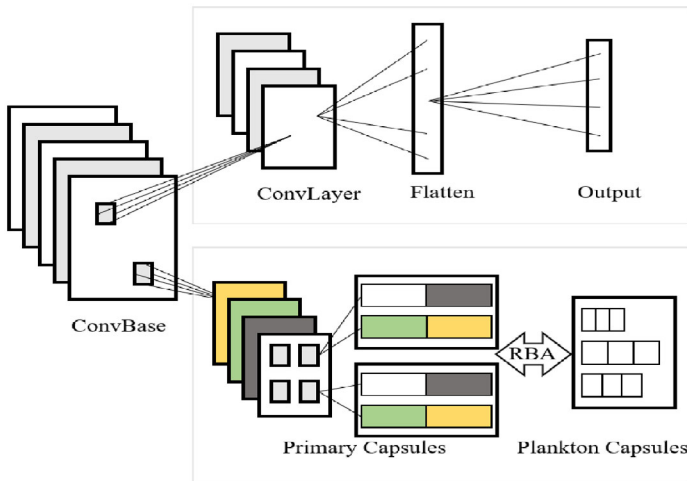 ConvLayer
Flatten
Output
ConvBase
RBA
Primary Capsules
Plankton Capsules